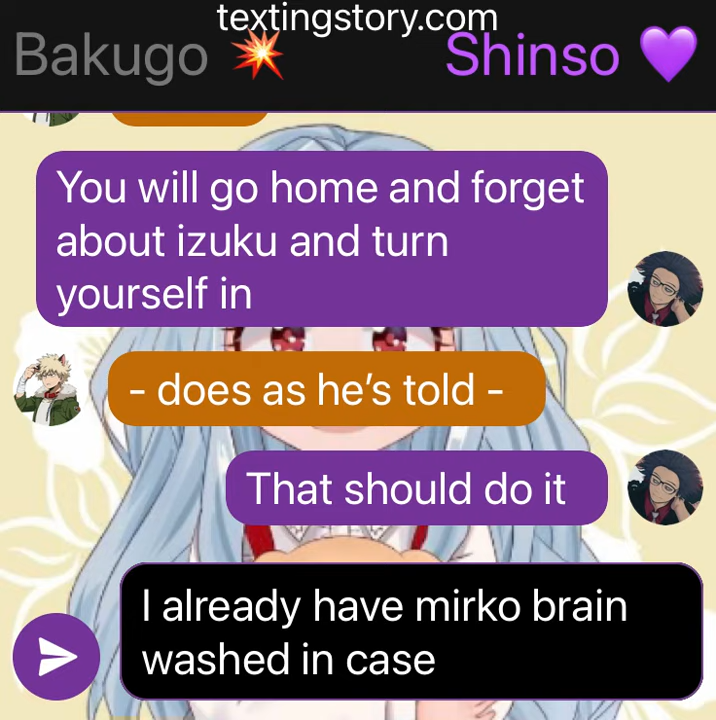 textingstory.com
Bakugo 💥 Shinso 💜
You will go home and forget
about izuku and turn
yourself in
- does as he’s told -
That should do it
I already have mirko brain
washed in case